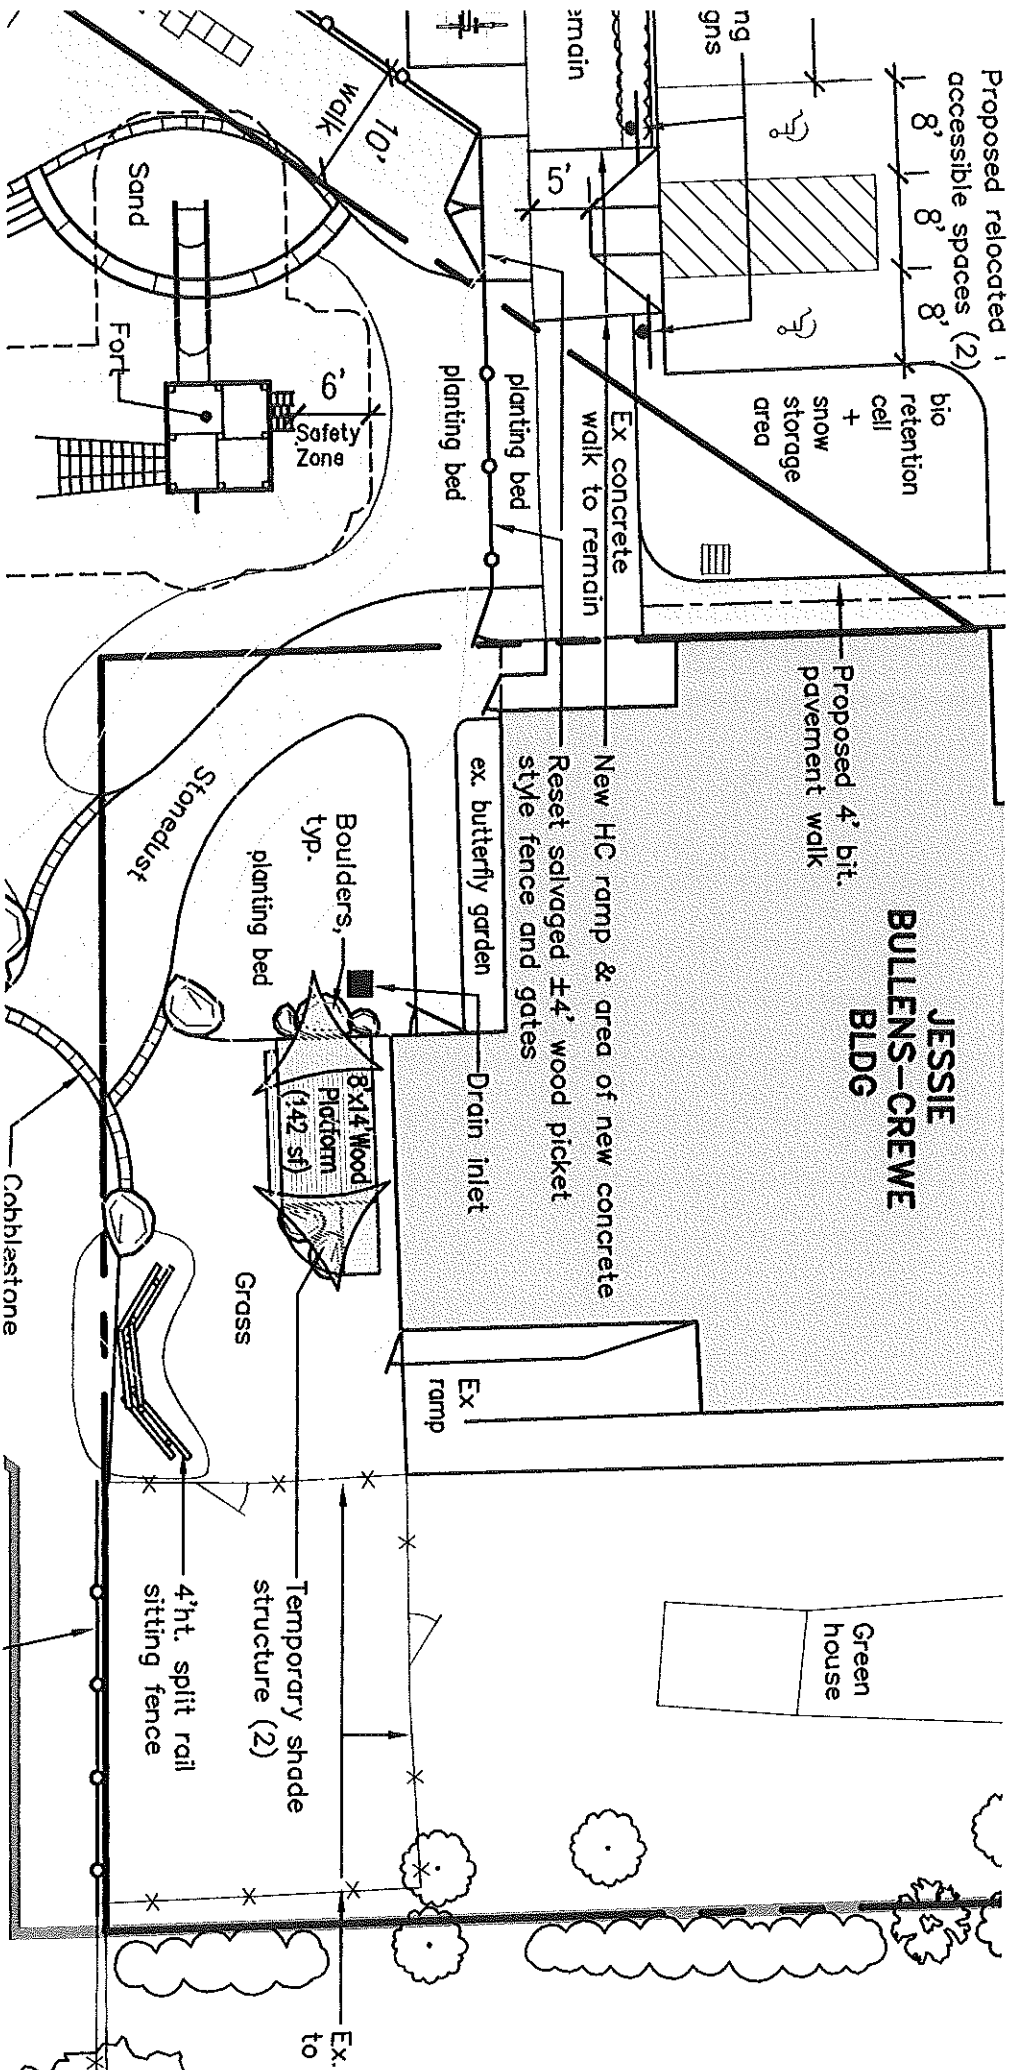 Proposed relocated
accessible spaces (2)
8'
8'
8'
bio
retention
cell
+
snow
storage
area
Proposed 4' bit.
pavement walk
JESSIE
BULLENS-CREWE
BLDG
Green
house
Ex concrete
walk to remain
New HC ramp & area of new concrete
Reset salvaged ±4' wood picket
style fence and gates
5'
planting bed
planting bed
10'
walk
Sand
Fort
6'
Safety
Zone
ex. butterfly garden
Drain inlet
Ex
ramp
Boulders,
typ.
planting bed
8'x14' Wood
Platform
(142 sf)
Stonedust
Grass
Temporary shade
structure (2)
4'ht. split rail
sitting fence
Cobblestone
Ex.
to